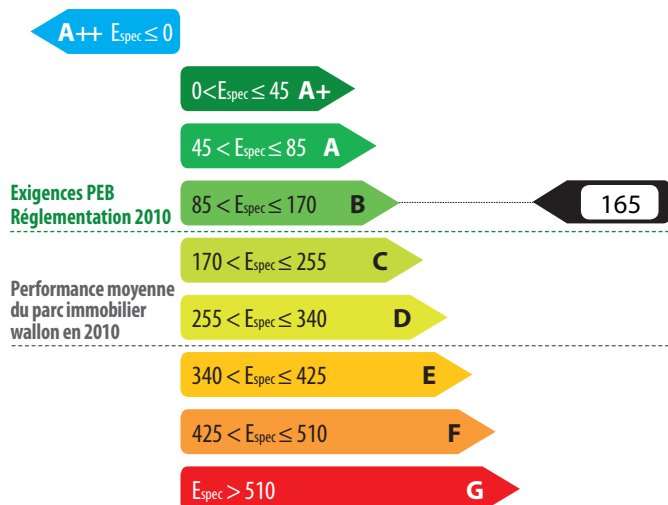 A++ Espec ≤ 0
0<Espec ≤ 45 A+
45 < Espec ≤ 85 A
Exigences PEB
Réglementation 2010
85 < Espec ≤ 170 B
165
170 < Espec ≤ 255 C
Performance moyenne
du parc immobilier
wallon en 2010
255 < Espec ≤ 340 D
340 < Espec ≤ 425 E
425 < Espec ≤ 510 F
Espec > 510 G